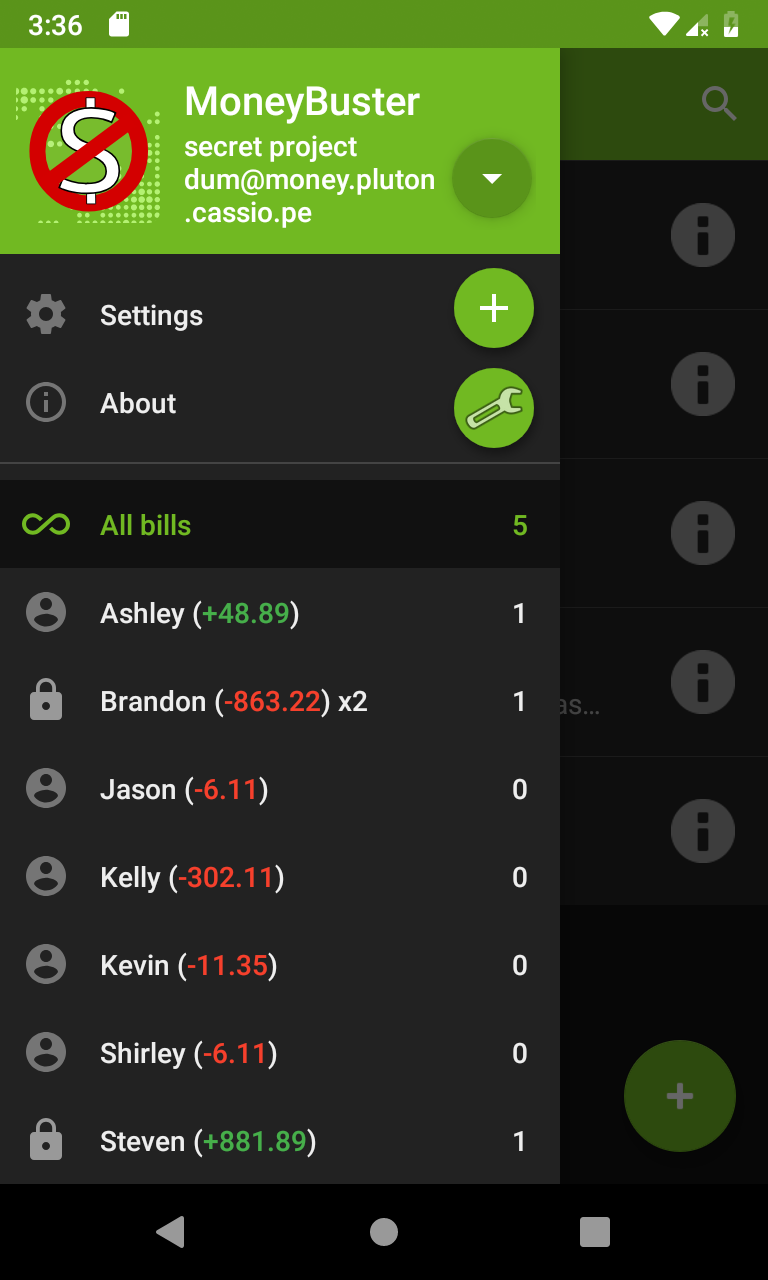 3:36
MoneyBuster
secret project
dum@money.pluton
.cassio.pe
Settings
About
All bills 5
Ashley (+48.89) 1
Brandon (-863.22) x2 1
as…
Jason (-6.11) 0
Kelly (-302.11) 0
Kevin (-11.35) 0
Shirley (-6.11) 0
Steven (+881.89) 1